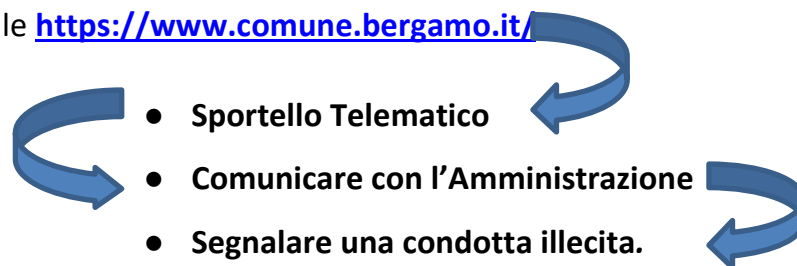 le https://www.comune.bergamo.it/
● Sportello Telematico
● Comunicare con l’Amministrazione
● Segnalare una condotta illecita.